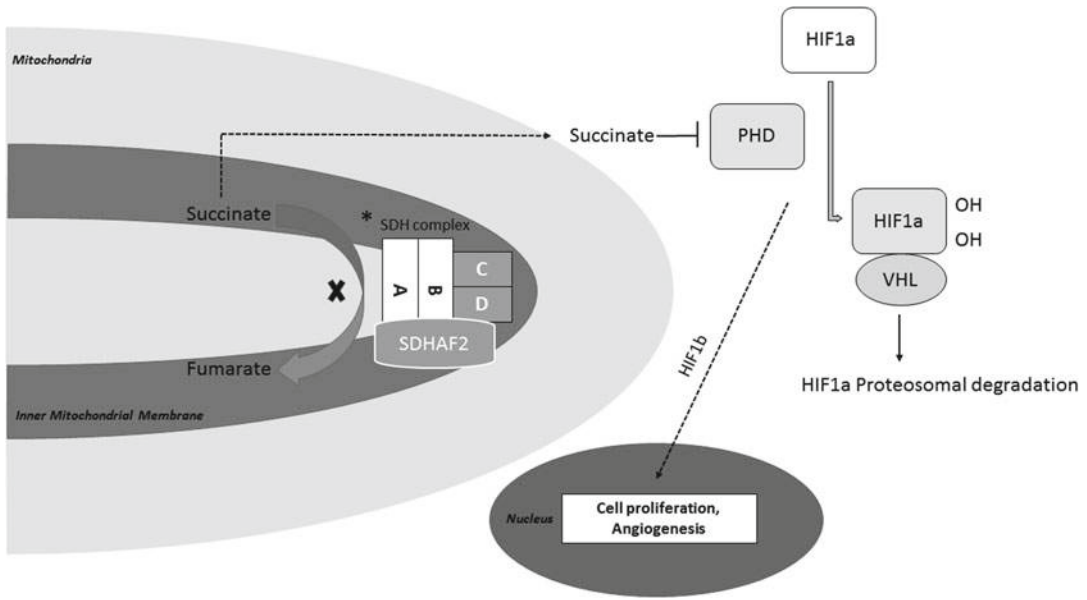 HIF1a
Mitochondria
Succinate
PHD
Succinate
*
SDH complex
HIF1a
OH
OH
VHL
A
B
C
D
X
SDHAF2
Fumarate
HIF1b
HIF1a Proteosomal degradation
Inner Mitochondrial Membrane
Nucleus
Cell proliferation,
Angiogenesis